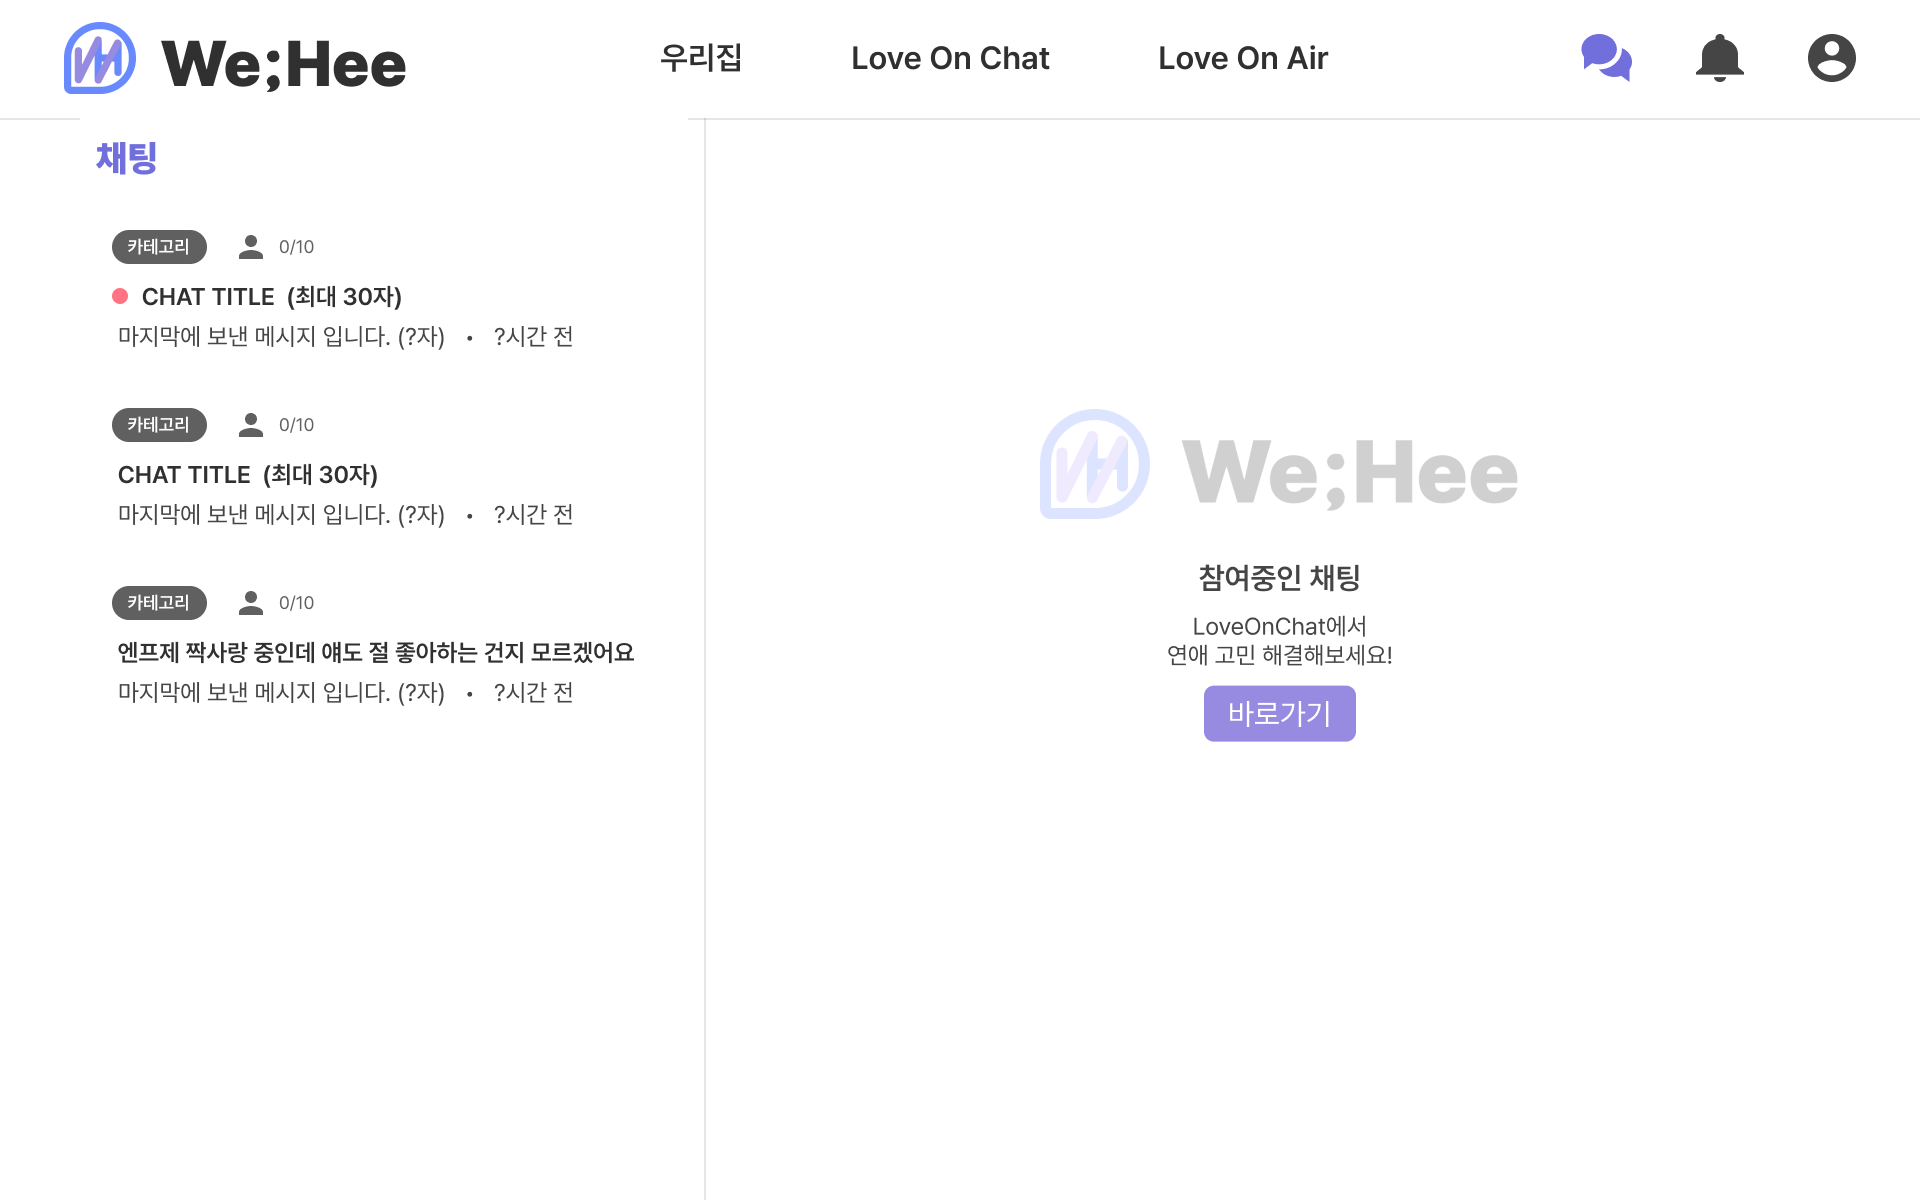 We;Hee
우리집
Love On Chat
Love On Air
채팅
카테고리 0/10
CHAT TITLE (최대 30자)
마지막에 보낸 메시지 입니다. (?자) • ?시간 전
카테고리 0/10
CHAT TITLE (최대 30자)
마지막에 보낸 메시지 입니다. (?자) • ?시간 전
카테고리 0/10
엔프제 짝사랑 중인데 얘도 절 좋아하는 건지 모르겠어요
마지막에 보낸 메시지 입니다. (?자) • ?시간 전
We;Hee
참여중인 채팅
LoveOnChat에서
연애 고민 해결해보세요!
바로가기